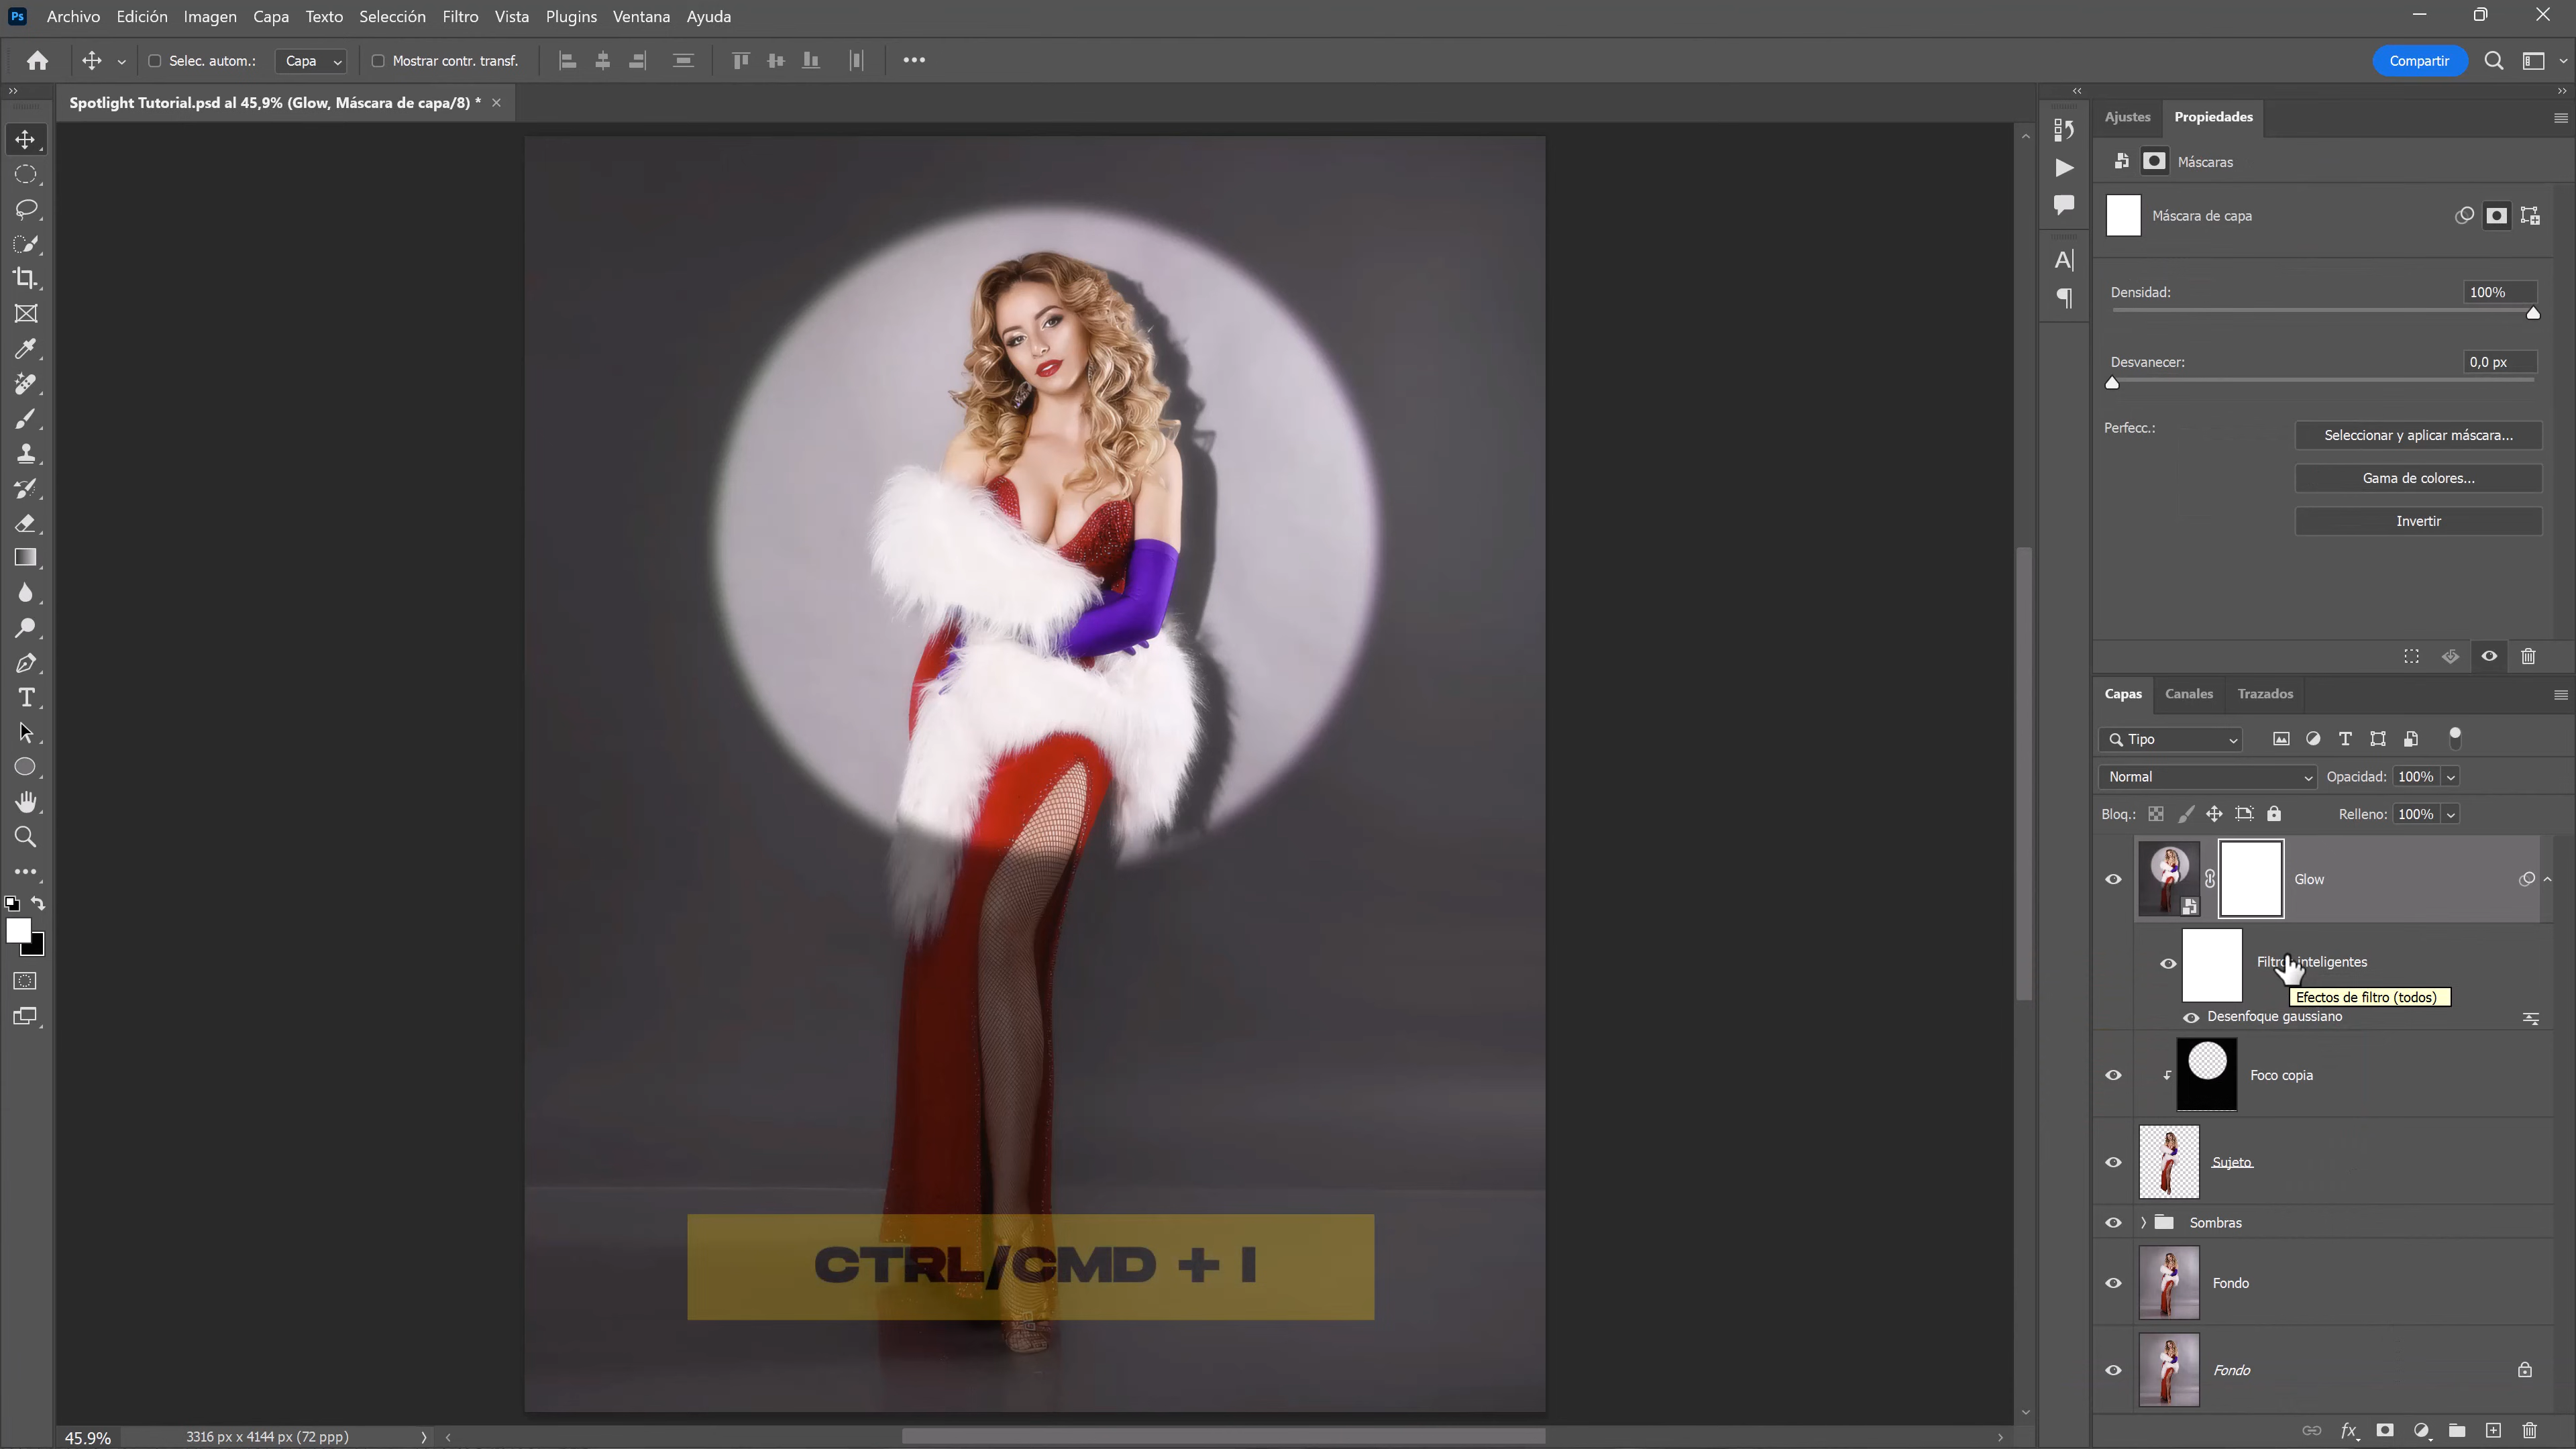 Ps Archivo Edición Imagen Capa Texto Selección Filtro Vista Plugins Ventana Ayuda
Selec. autom.: Capa Mostrar contr. transf. Compartir
Spotlight Tutorial.psd al 45,9% (Glow, Máscara de capa/8) *
Ajustes Propiedades
Máscaras
Máscara de capa
Densidad: 100%
Desvanecer: 0,0 px
Perfecc.: Seleccionar y aplicar máscara...
Gama de colores...
Invertir
Capas Canales Trazados
Tipo
Normal Opacidad: 100%
Bloq.: Relleno: 100%
Glow
Filtros inteligentes
Efectos de filtro (todos)
Desenfoque gaussiano
Foco copia
Sujeto
Sombras
Fondo
Fondo
CTRL/CMD + I
45.9% 3316 px x 4144 px (72 ppp)